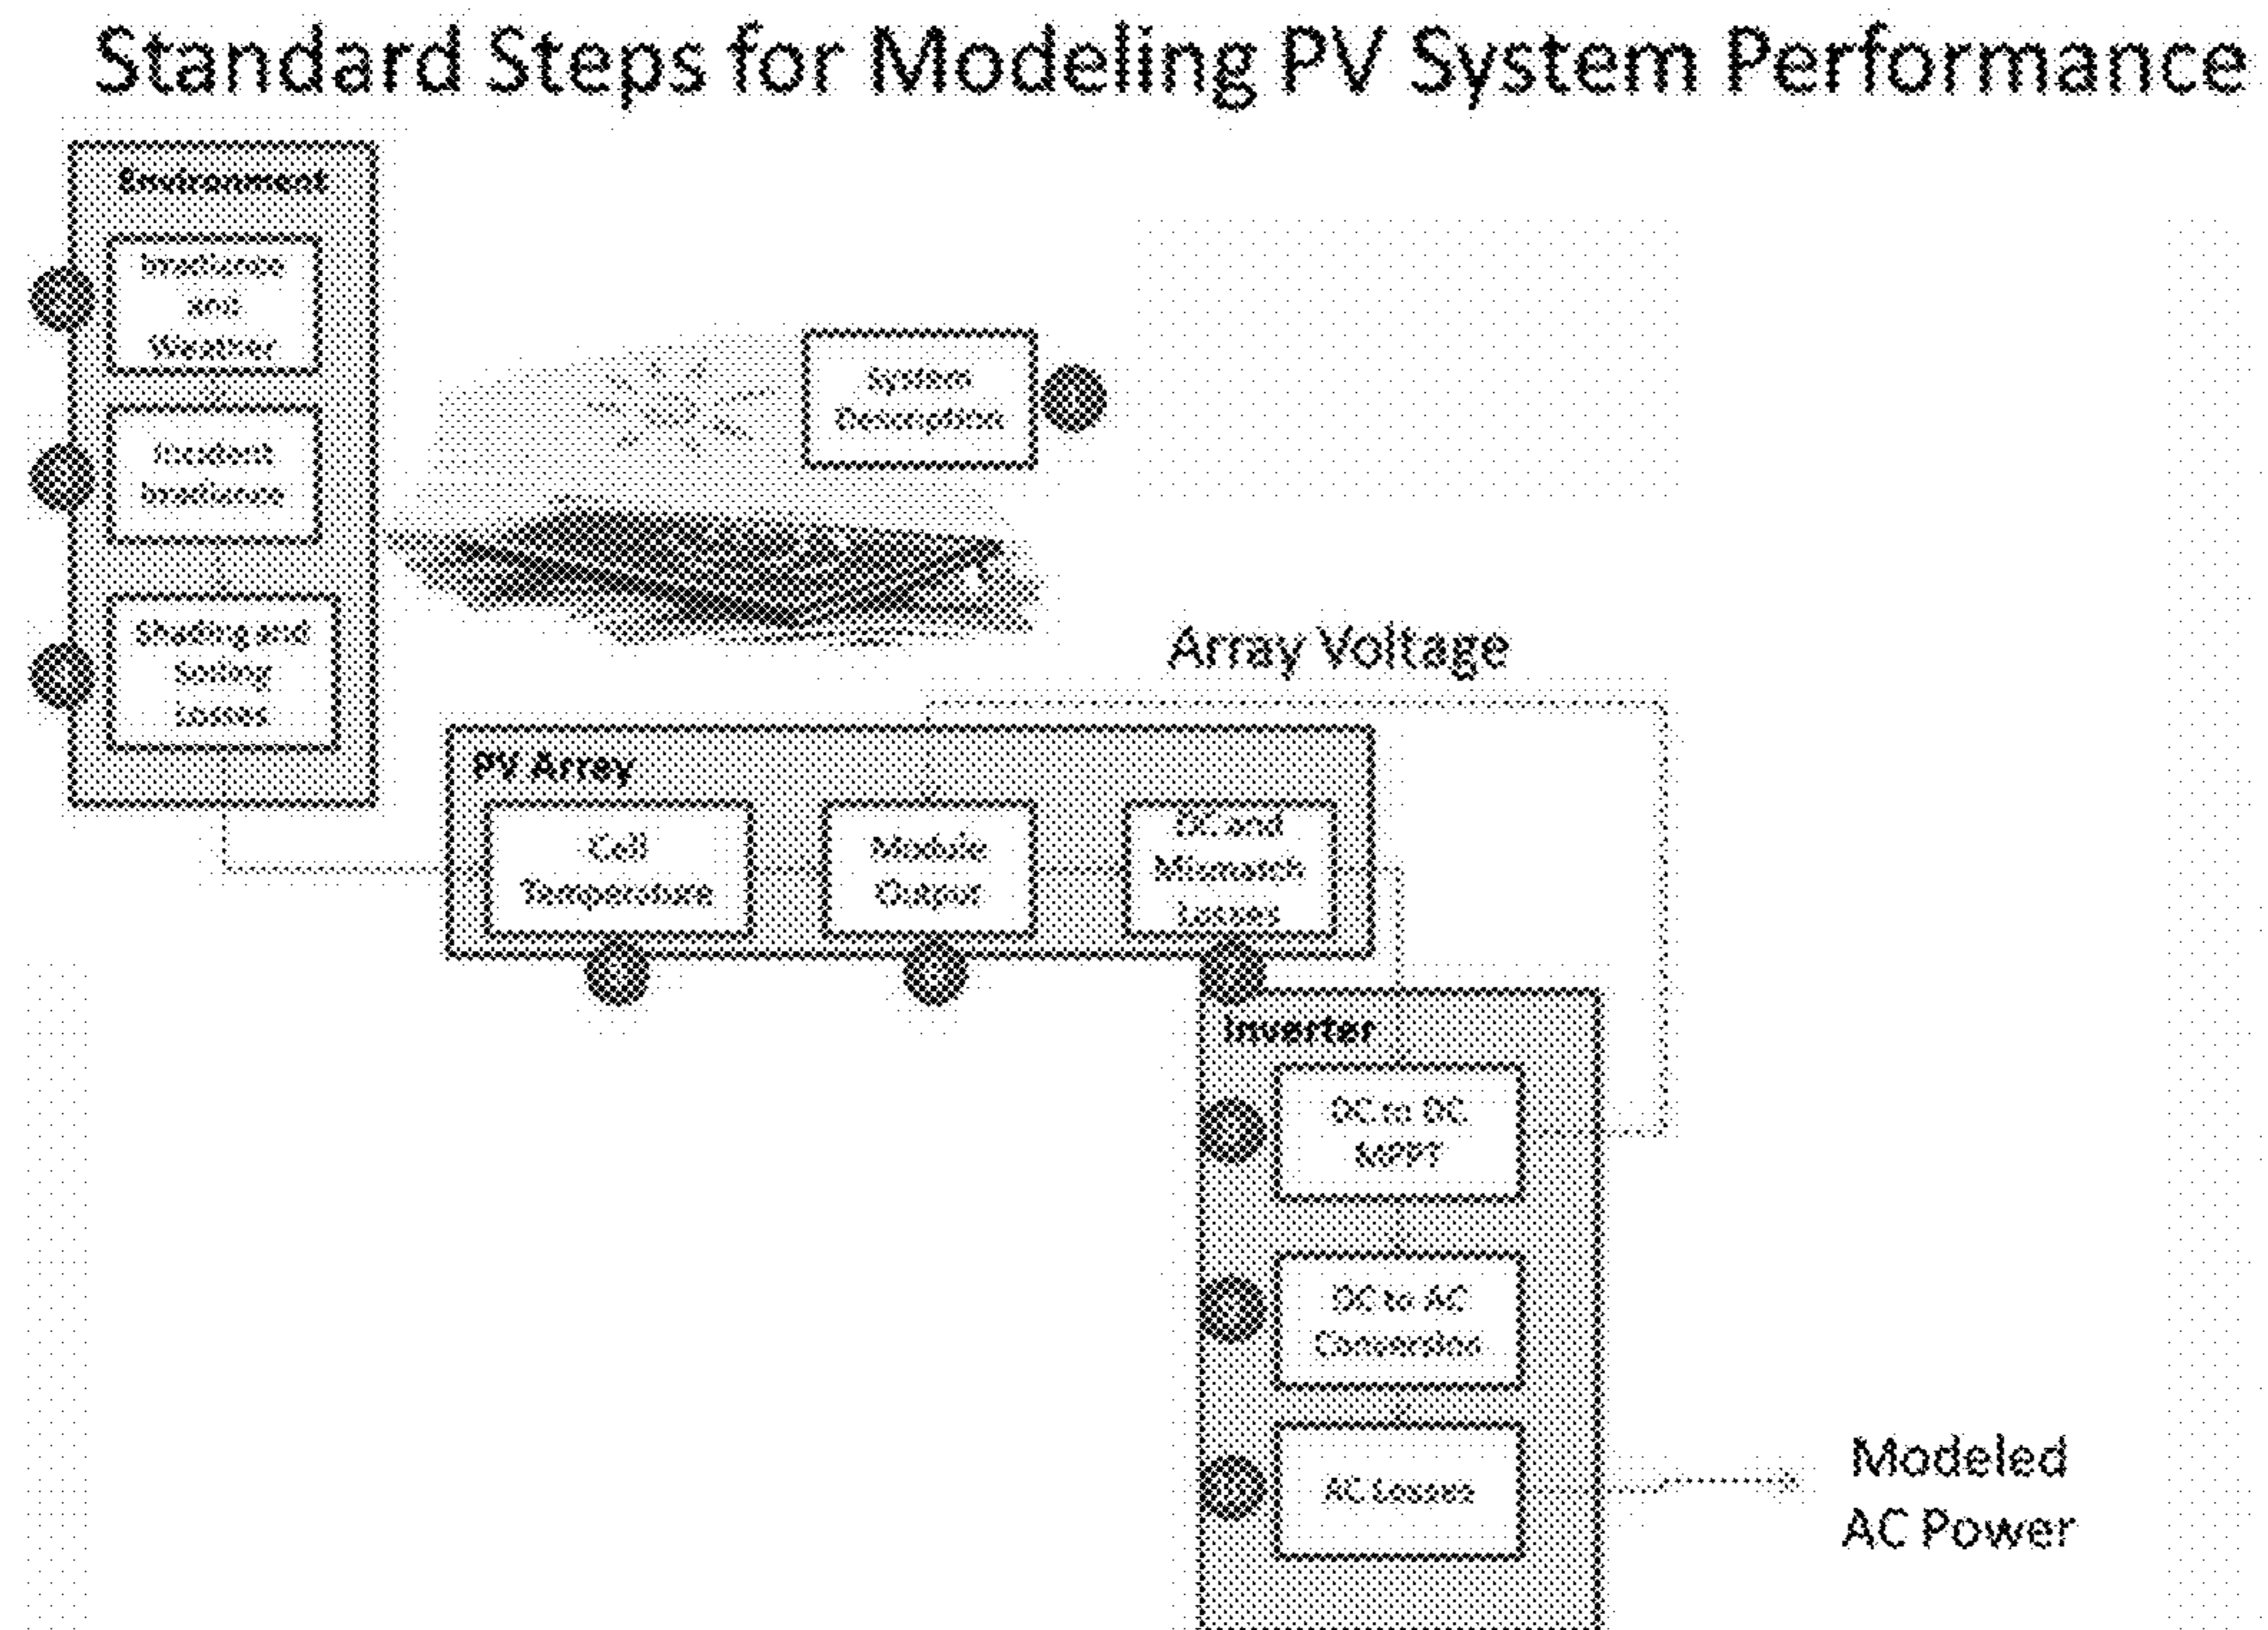 Standard Steps for Modeling PV System Performance
Environment
Irradiance
and
Weather
Incident
Irradiance
Shading and
Soiling
Losses
System
Description
Array Voltage
PV Array
Cell
Temperature
Module
Output
DC and
Mismatch
Losses
Inverter
DC to DC
MPPT
DC to AC
Conversion
AC Losses
Modeled
AC Power